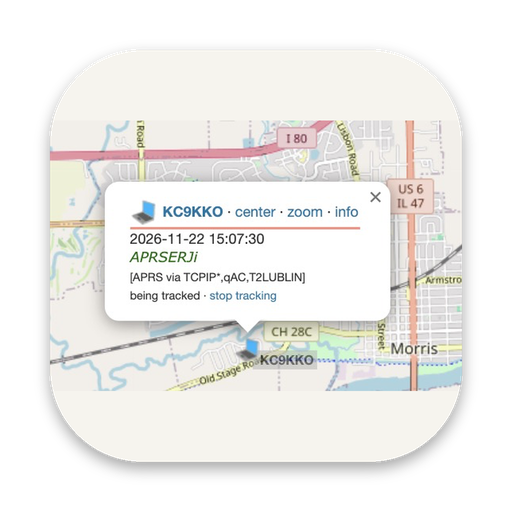 I 80
Road
Lisbon Road
US 6
IL 47
KC9KKO · center · zoom · info
×
2026-11-22 15:07:30
APRSERJi
[APRS via TCPIP*,qAC,T2LUBLIN]
being tracked · stop tracking
Armstro
CH 28C
Street
Morris
KC9KKO
Old Stage Roa